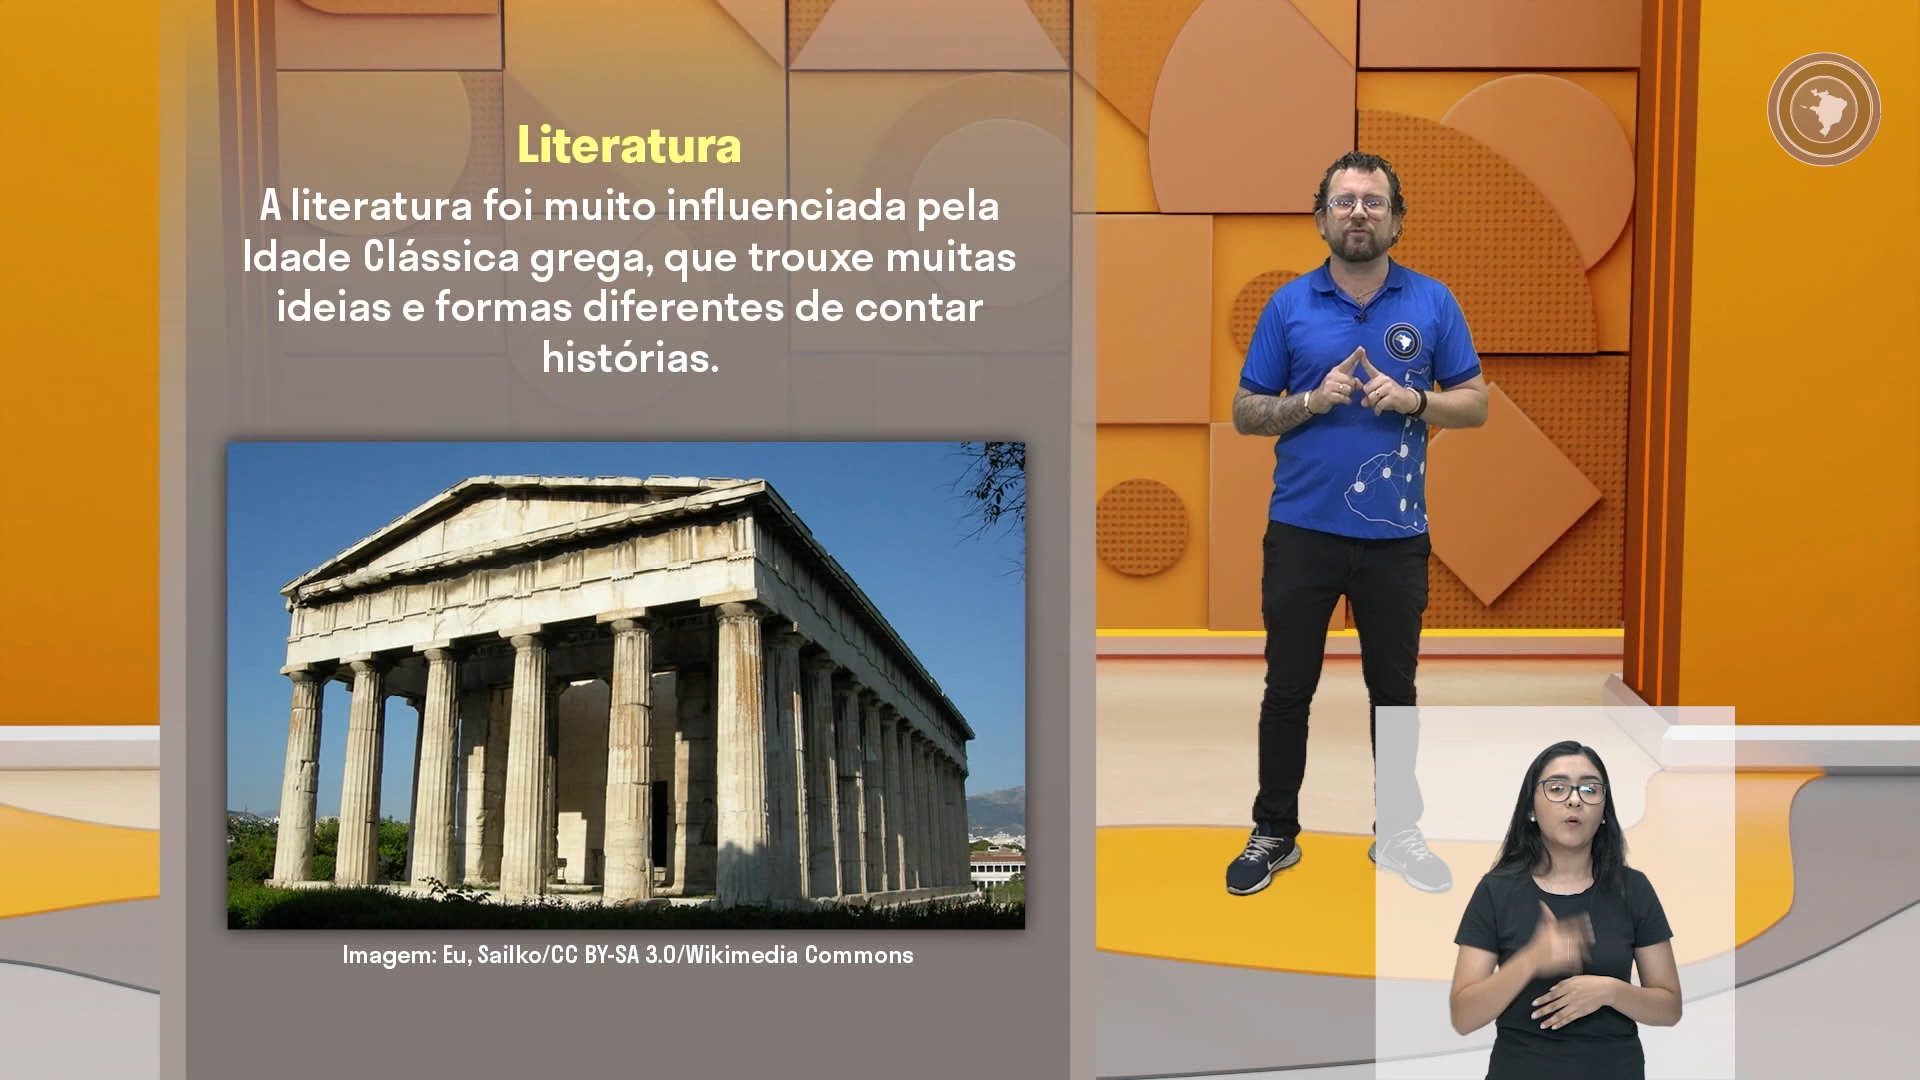 Literatura
A literatura foi muito influenciada pela
Idade Clássica grega, que trouxe muitas
ideias e formas diferentes de contar
histórias.
Imagem: Eu, Sailko/CC BY-SA 3.0/Wikimedia Commons